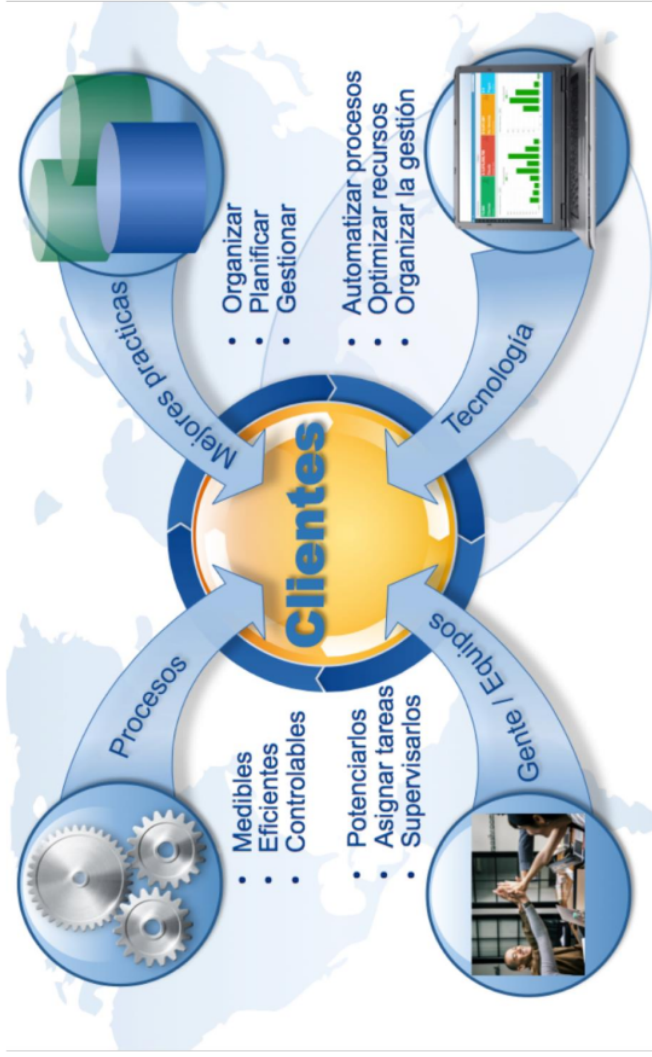 Procesos
Mejores practicas
• Medibles
• Eficientes
• Controlables
• Organizar
• Planificar
• Gestionar
Clientes
• Potenciarlos
• Asignar tareas
• Supervisarlos
• Automatizar procesos
• Optimizar recursos
• Organizar la gestión
Gente / Equipos
Tecnología